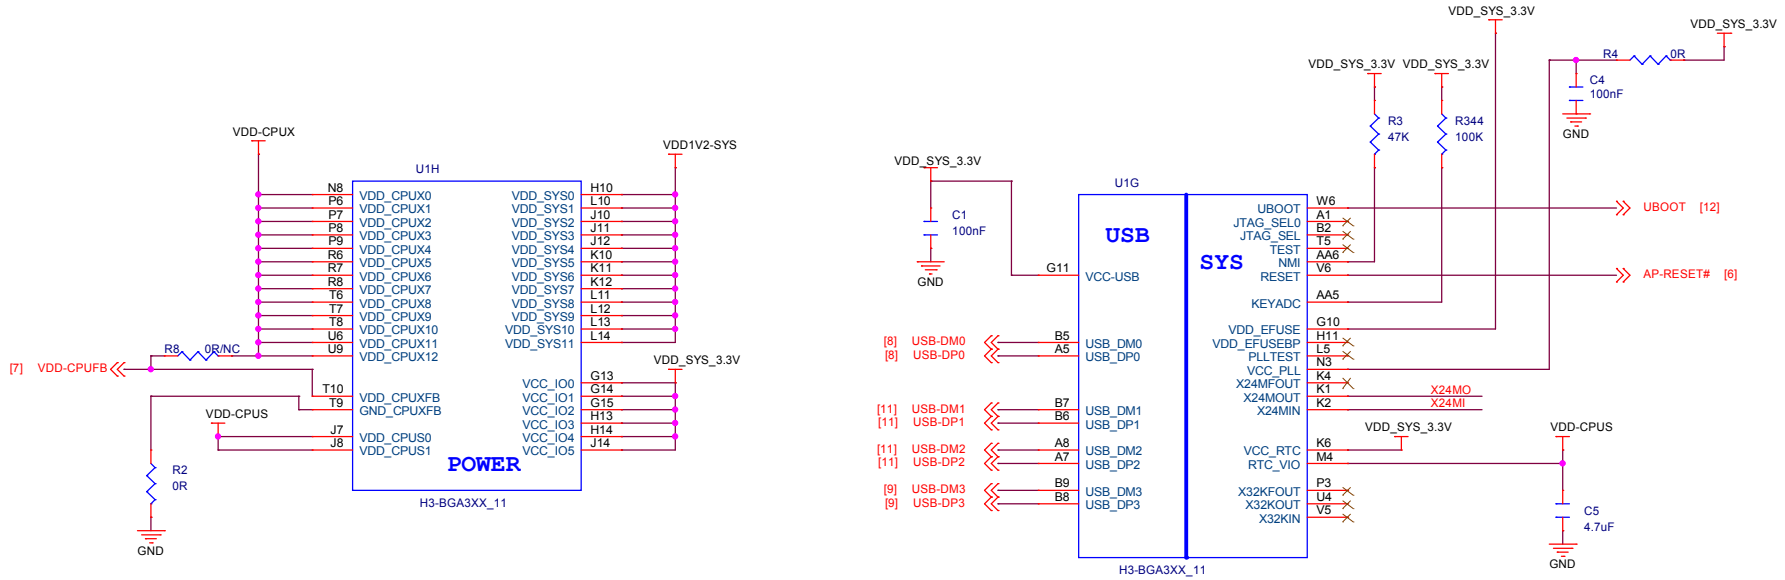 VDD-CPUX
VDD1V2-SYS
U1H
N8 VDD_CPUX0 VDD_SYS0 H10
P6 VDD_CPUX1 VDD_SYS1 L10
P7 VDD_CPUX2 VDD_SYS2 J10
P8 VDD_CPUX3 VDD_SYS3 J11
P9 VDD_CPUX4 VDD_SYS4 J12
R6 VDD_CPUX5 VDD_SYS5 K10
R7 VDD_CPUX6 VDD_SYS6 K11
R8 VDD_CPUX7 VDD_SYS7 K12
T6 VDD_CPUX8 VDD_SYS8 L11
T7 VDD_CPUX9 VDD_SYS9 L12
T8 VDD_CPUX10 VDD_SYS10 L13
U6 VDD_CPUX11 VDD_SYS11 L14
R8 0R/NC U9 VDD_CPUX12
VDD_SYS_3.3V
[7] VDD-CPUFB
VCC_IO0 G13
T10 VDD_CPUXFB VCC_IO1 G14
T9 GND_CPUXFB VCC_IO2 G15
VDD-CPUS
VCC_IO3 H13
J7 VDD_CPUS0 VCC_IO4 H14
J8 VDD_CPUS1 VCC_IO5 J14
POWER
R2
0R
H3-BGA3XX_11
GND
VDD_SYS_3.3V
VDD_SYS_3.3V
R4 0R
VDD_SYS_3.3V VDD_SYS_3.3V
C4
100nF
GND
R3
47K
R344
100K
VDD_SYS_3.3V
C1
100nF
GND
U1G
USB
SYS
UBOOT W6 UBOOT [12]
JTAG_SEL0 A1
JTAG_SEL B2
TEST T5
NMI AA6
G11 VCC-USB RESET V6 AP-RESET# [6]
KEYADC AA5
VDD_EFUSE G10
[8] USB-DM0 B5 USB_DM0 VDD_EFUSEBP H11
[8] USB-DP0 A5 USB_DP0 PLLTEST L5
VCC_PLL N3
X24MFOUT K4
X24MOUT K1 X24MO
[11] USB-DM1 B7 USB_DM1 X24MIN K2 X24MI
[11] USB-DP1 B6 USB_DP1
VDD_SYS_3.3V VDD-CPUS
[11] USB-DM2 A8 USB_DM2 VCC_RTC K6
[11] USB-DP2 A7 USB_DP2 RTC_VIO M4
[9] USB-DM3 B9 USB_DM3 X32KFOUT P3
[9] USB-DP3 B8 USB_DP3 X32KOUT U4
X32KIN V5
C5
4.7uF
GND
H3-BGA3XX_11